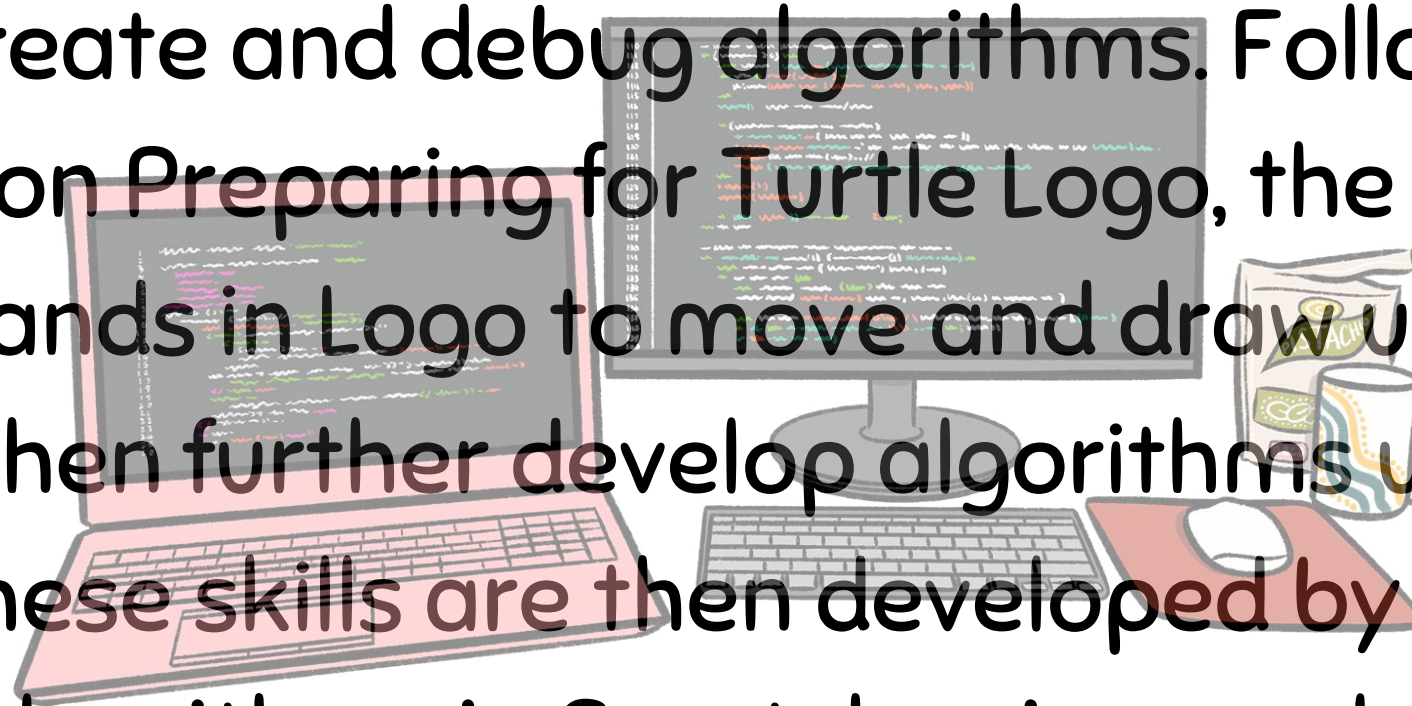 reate and debug algorithms. Follo
on Preparing for Turtle Logo, the
ands in Logo to move and draw u
hen further develop algorithms u
hese skills are then developed by